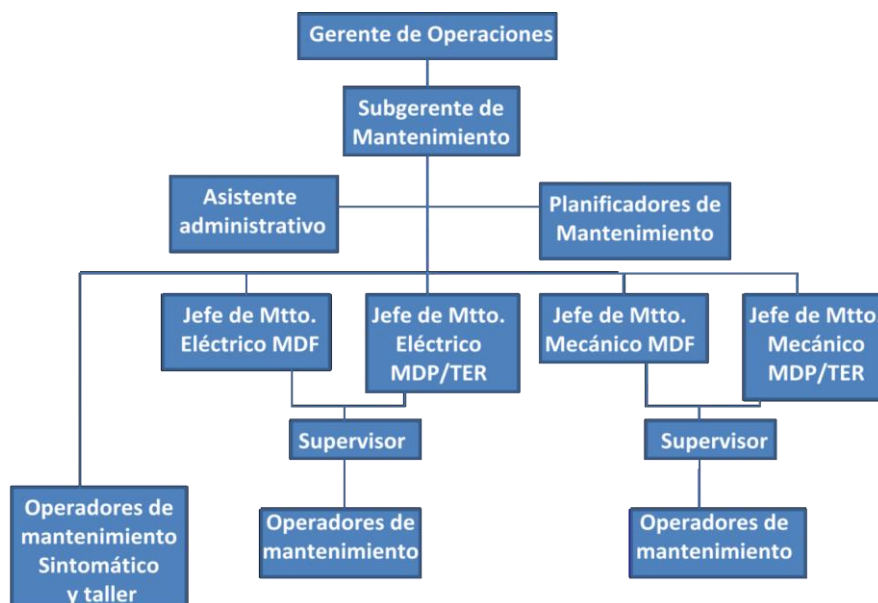 Gerente de Operaciones
Subgerente de
Mantenimiento
Asistente
administrativo
Planificadores de
Mantenimiento
Jefe de Mtto.
Eléctrico MDF
Jefe de Mtto.
Eléctrico
MDP/TER
Jefe de Mtto.
Mecánico MDF
Jefe de Mtto.
Mecánico
MDP/TER
Supervisor
Supervisor
Operadores de
mantenimiento
Sintomático
y taller
Operadores de
mantenimiento
Operadores de
mantenimiento